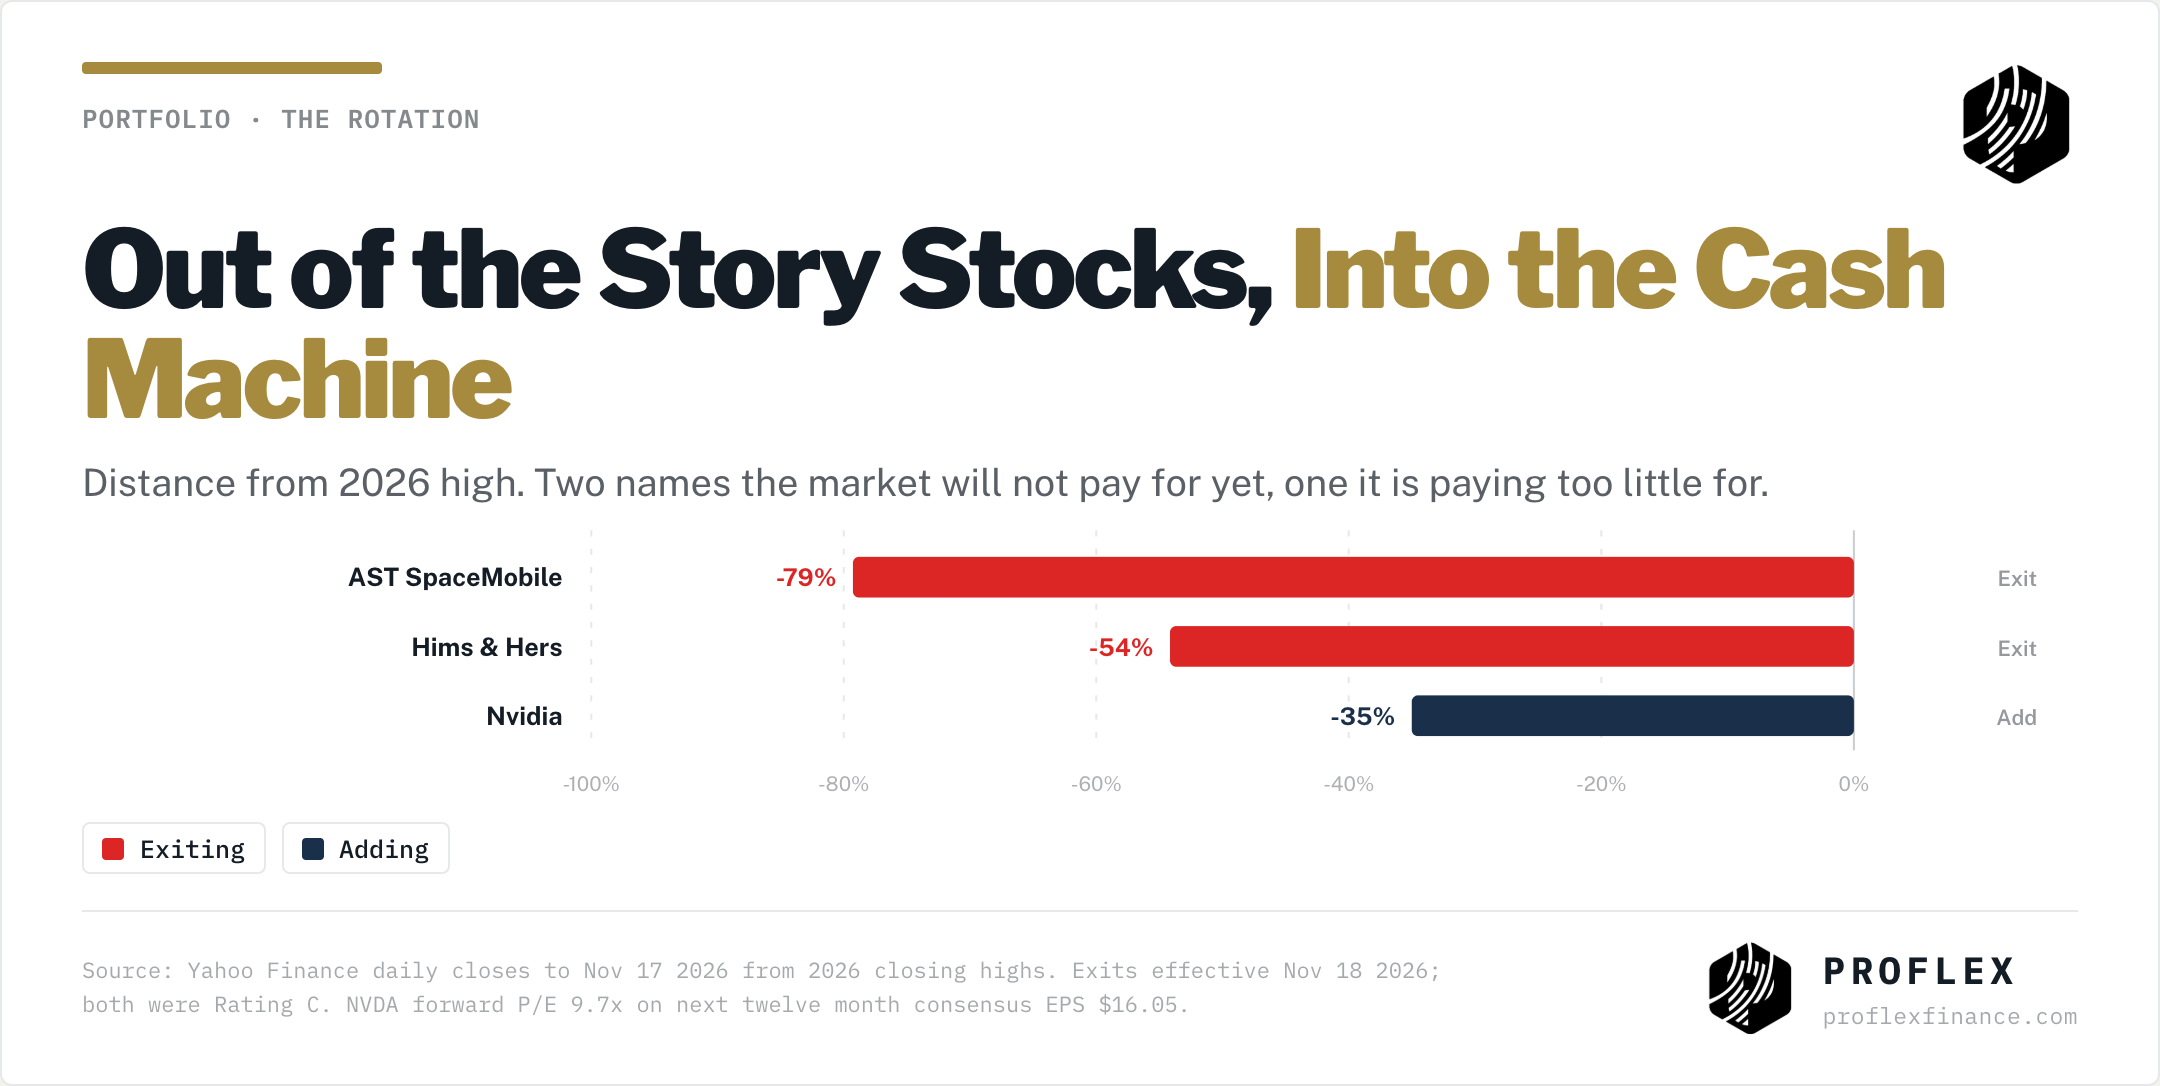 PORTFOLIO · THE ROTATION
Out of the Story Stocks, Into the Cash
Machine
Distance from 2026 high. Two names the market will not pay for yet, one it is paying too little for.
AST SpaceMobile -79% Exit
Hims & Hers -54% Exit
Nvidia -35% Add
-100% -80% -60% -40% -20% 0%
Exiting Adding
Source: Yahoo Finance daily closes to Nov 17 2026 from 2026 closing highs. Exits effective Nov 18 2026;
both were Rating C. NVDA forward P/E 9.7x on next twelve month consensus EPS $16.05.
PROFLEX
proflexfinance.com